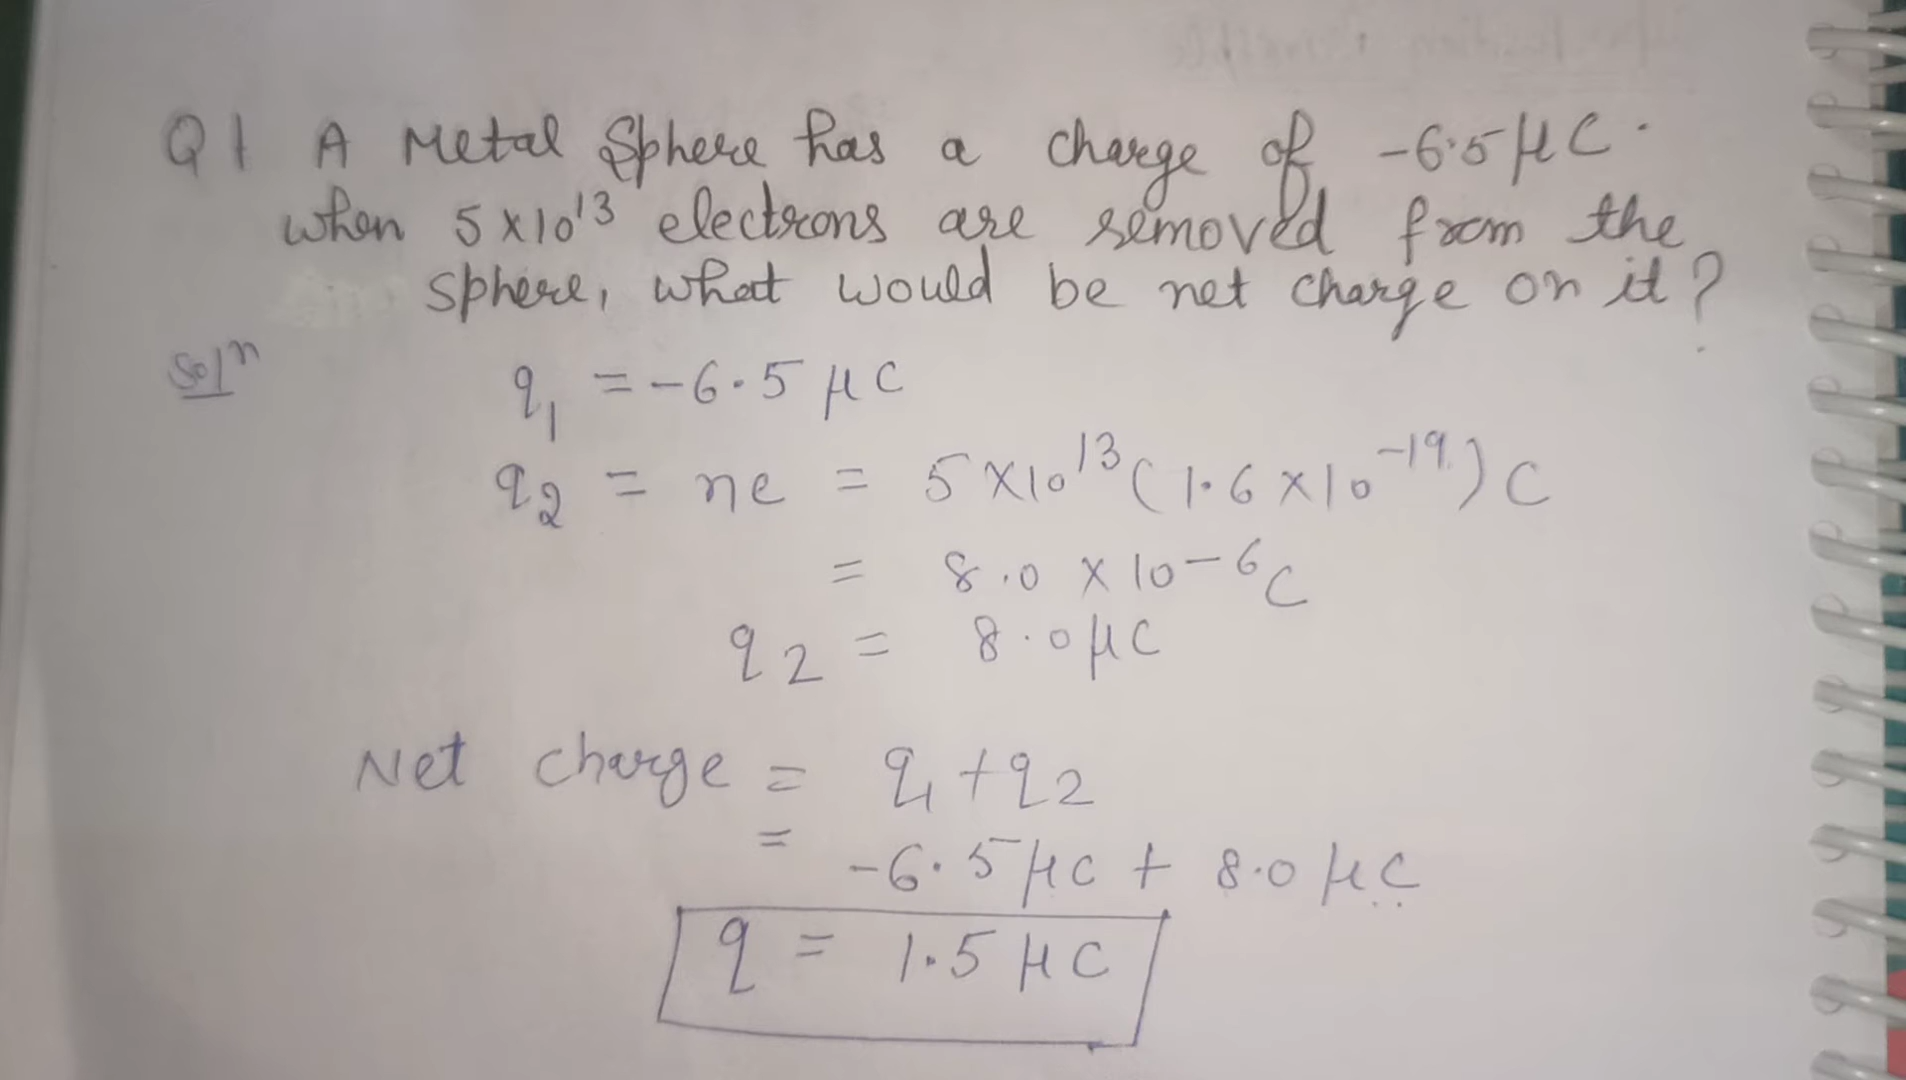 Q1 A Metal Sphere has a charge of -6.5 μC.
when 5×10¹³ electrons are removed from the
sphere, what would be net charge on it?
Solⁿ
q₁ = -6.5 μC
q₂ = ne = 5×10¹³(1.6×10⁻¹⁹)C
= 8.0 × 10⁻⁶C
q₂ = 8.0 μC
Net charge = q₁+q₂
= -6.5 μC + 8.0 μC
q = 1.5 μC